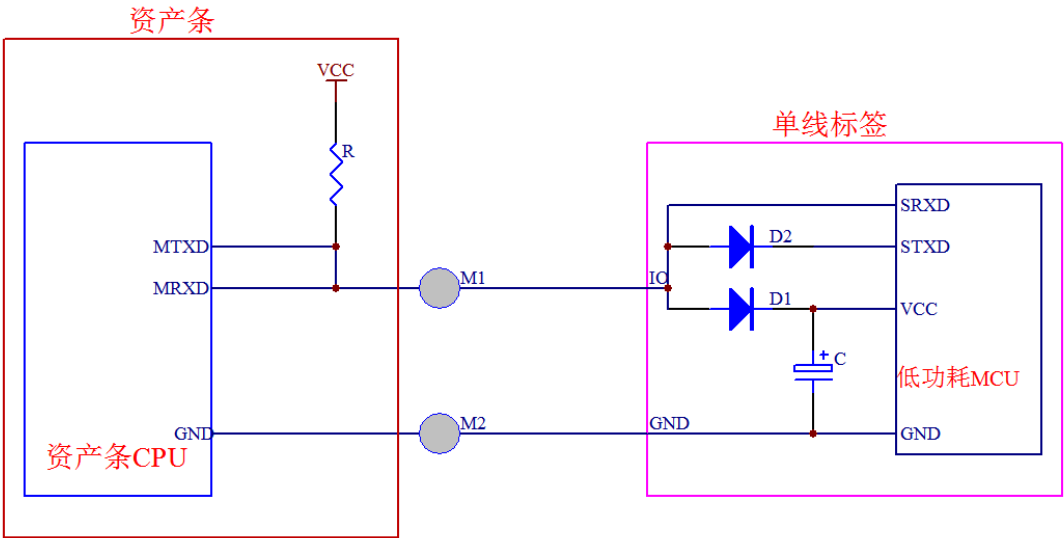 资产条
VCC
R
MTXD
MRXD
GND
资产条CPU
M1
M2
单线标签
IO
GND
D2
D1
C
SRXD
STXD
VCC
低功耗MCU
GND